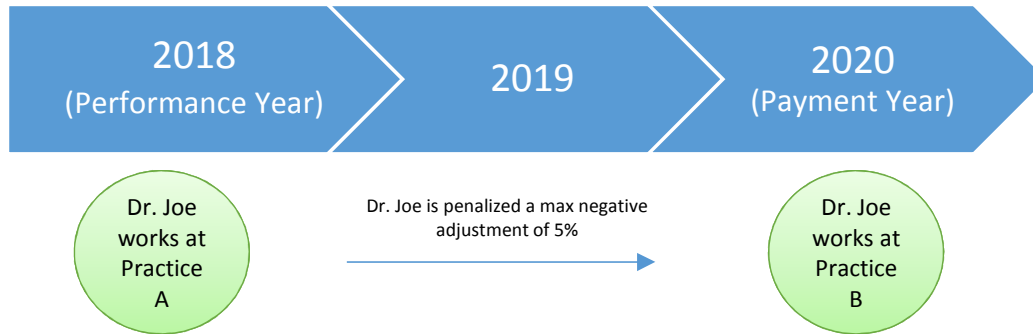 2018
(Performance Year)
2019
2020
(Payment Year)
Dr. Joe
works at
Practice
A
Dr. Joe is penalized a max negative
adjustment of 5%
Dr. Joe
works at
Practice
B